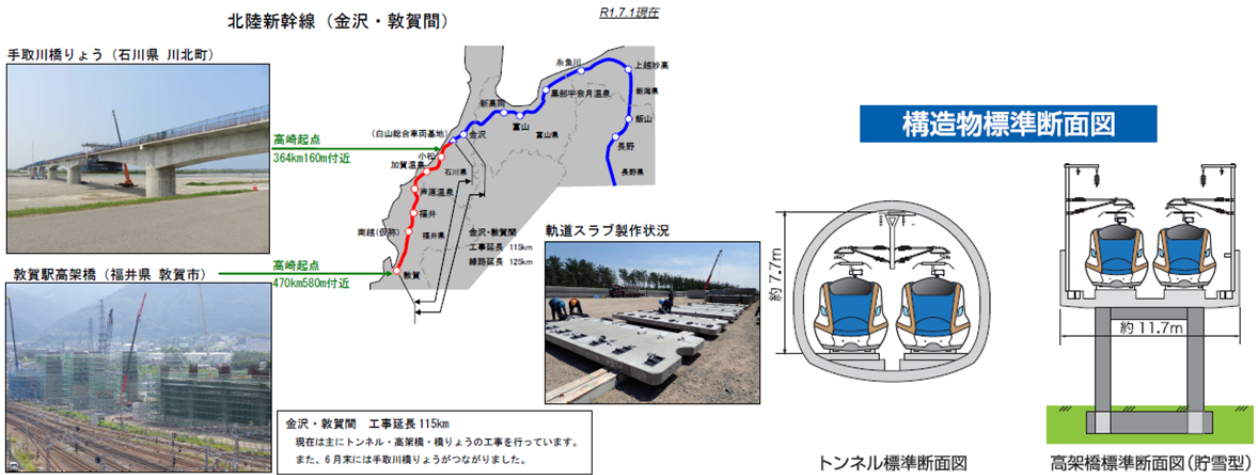 北陸新幹線（金沢・敦賀間）
R1.7.1現在
手取川橋りょう（石川県 川北町）
高崎起点
364km160m付近
敦賀駅高架橋（福井県 敦賀市）
高崎起点
470km580m付近
糸魚川
上越妙高
黒部宇奈月温泉
新潟県
新高岡
富山
富山県
飯山
長野
長野県
（白山総合車両基地）
金沢
小松
加賀温泉
石川県
芦原温泉
福井
南越(仮称)
福井県
敦賀
金沢・敦賀間
工事延長 115km
線路延長 125km
軌道スラブ製作状況
金沢・敦賀間　工事延長 115km
現在は主にトンネル・高架橋・橋りょうの工事を行っています。
また、６月末には手取川橋りょうがつながりました。
構造物標準断面図
約 7.7m
約 11.7m
トンネル標準断面図
高架橋標準断面図(貯雪型)